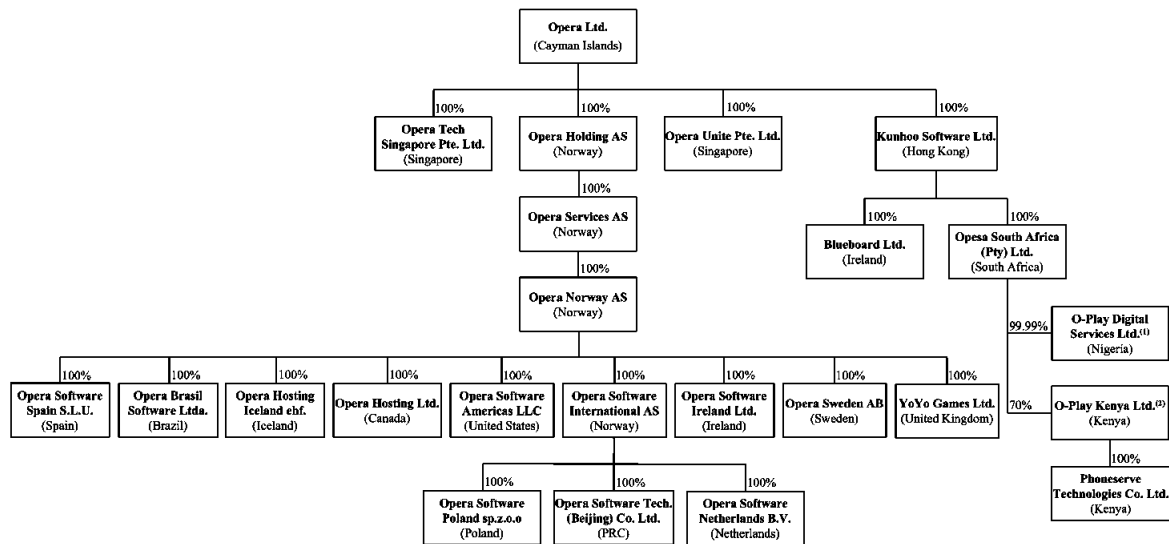 Opera Ltd.
(Cayman Islands)
100%
100%
100%
100%
Opera Tech
Singapore Pte. Ltd.
(Singapore)
Opera Holding AS
(Norway)
Opera Unite Pte. Ltd.
(Singapore)
Kunhoo Software Ltd.
(Hong Kong)
100%
100%
100%
Opera Services AS
(Norway)
Blueboard Ltd.
(Ireland)
Opesa South Africa
(Pty) Ltd.
(South Africa)
100%
Opera Norway AS
(Norway)
99.99%
O-Play Digital
Services Ltd.(1)
(Nigeria)
100%
100%
100%
100%
100%
100%
100%
100%
100%
Opera Software
Spain S.L.U.
(Spain)
Opera Brasil
Software Ltda.
(Brazil)
Opera Hosting
Iceland ehf.
(Iceland)
Opera Hosting Ltd.
(Canada)
Opera Software
Americas LLC
(United States)
Opera Software
International AS
(Norway)
Opera Software
Ireland Ltd.
(Ireland)
Opera Sweden AB
(Sweden)
YoYo Games Ltd.
(United Kingdom)
70%
O-Play Kenya Ltd.(2)
(Kenya)
100%
Phoneserve
Technologies Co. Ltd.
(Kenya)
100%
100%
100%
Opera Software
Poland sp.z.o.o
(Poland)
Opera Software Tech.
(Beijing) Co. Ltd.
(PRC)
Opera Software
Netherlands B.V.
(Netherlands)